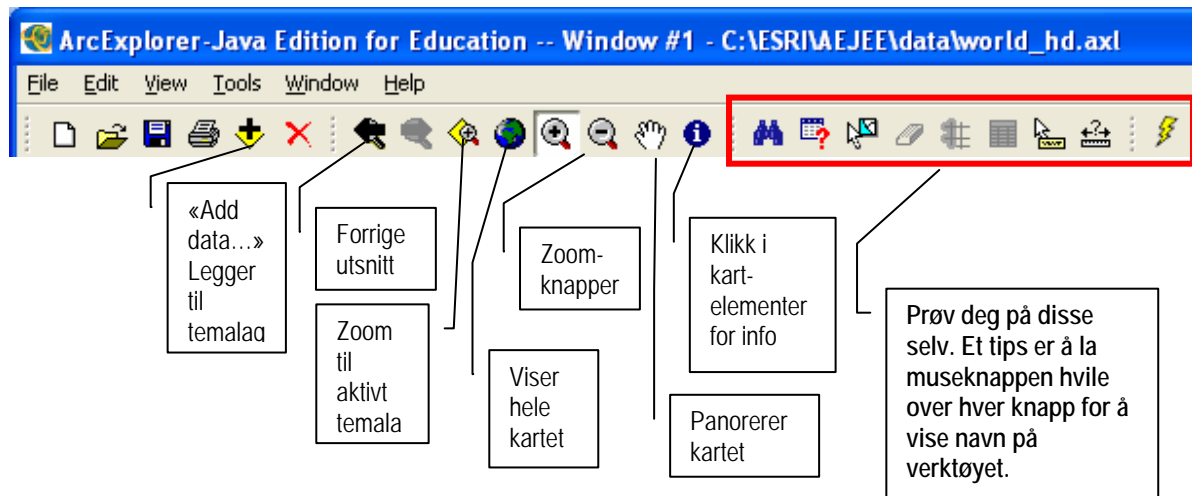 ArcExplorer-Java Edition for Education -- Window #1 - C:\ESRI\AEJEE\data\world_hd.axl
File Edit View Tools Window Help
«Add
data…»
Legger
til
temalag
Forrige
utsnitt
Zoom
til
aktivt
temala
Viser
hele
kartet
Zoom-
knapper
Panorerer
kartet
Klikk i
kart-
elementer
for info
Prøv deg på disse
selv. Et tips er å la
museknappen hvile
over hver knapp for å
vise navn på
verktøyet.